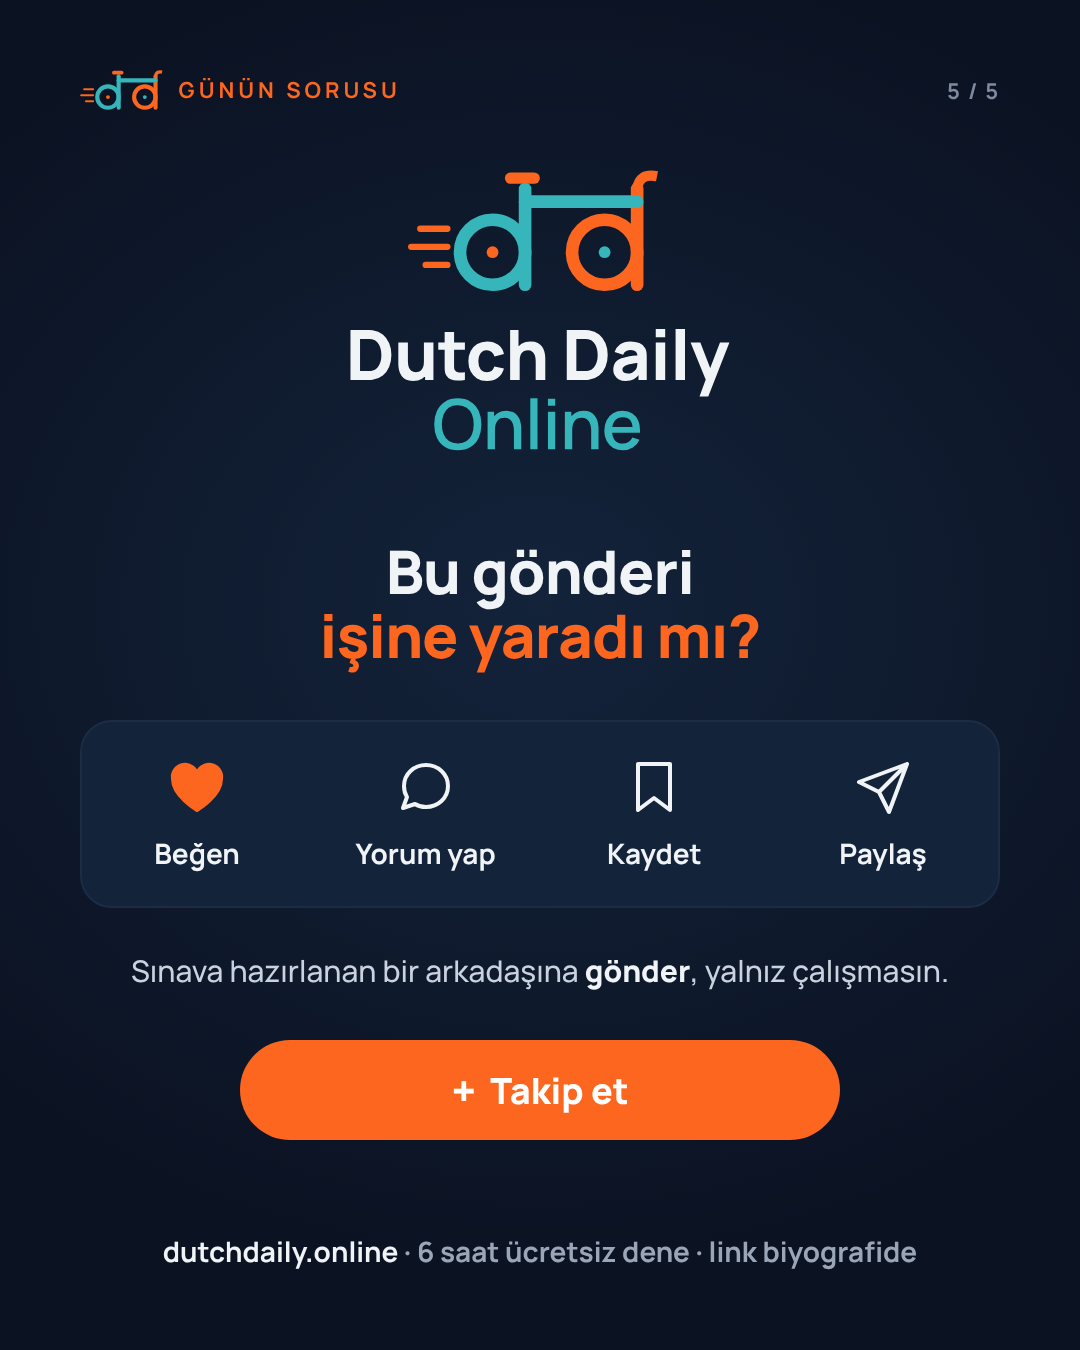 GÜNÜN SORUSU
5 / 5
Dutch Daily
Online
Bu gönderi
işine yaradı mı?
Beğen
Yorum yap
Kaydet
Paylaş
Sınava hazırlanan bir arkadaşına gönder, yalnız çalışmasın.
+ Takip et
dutchdaily.online · 6 saat ücretsiz dene · link biyografide